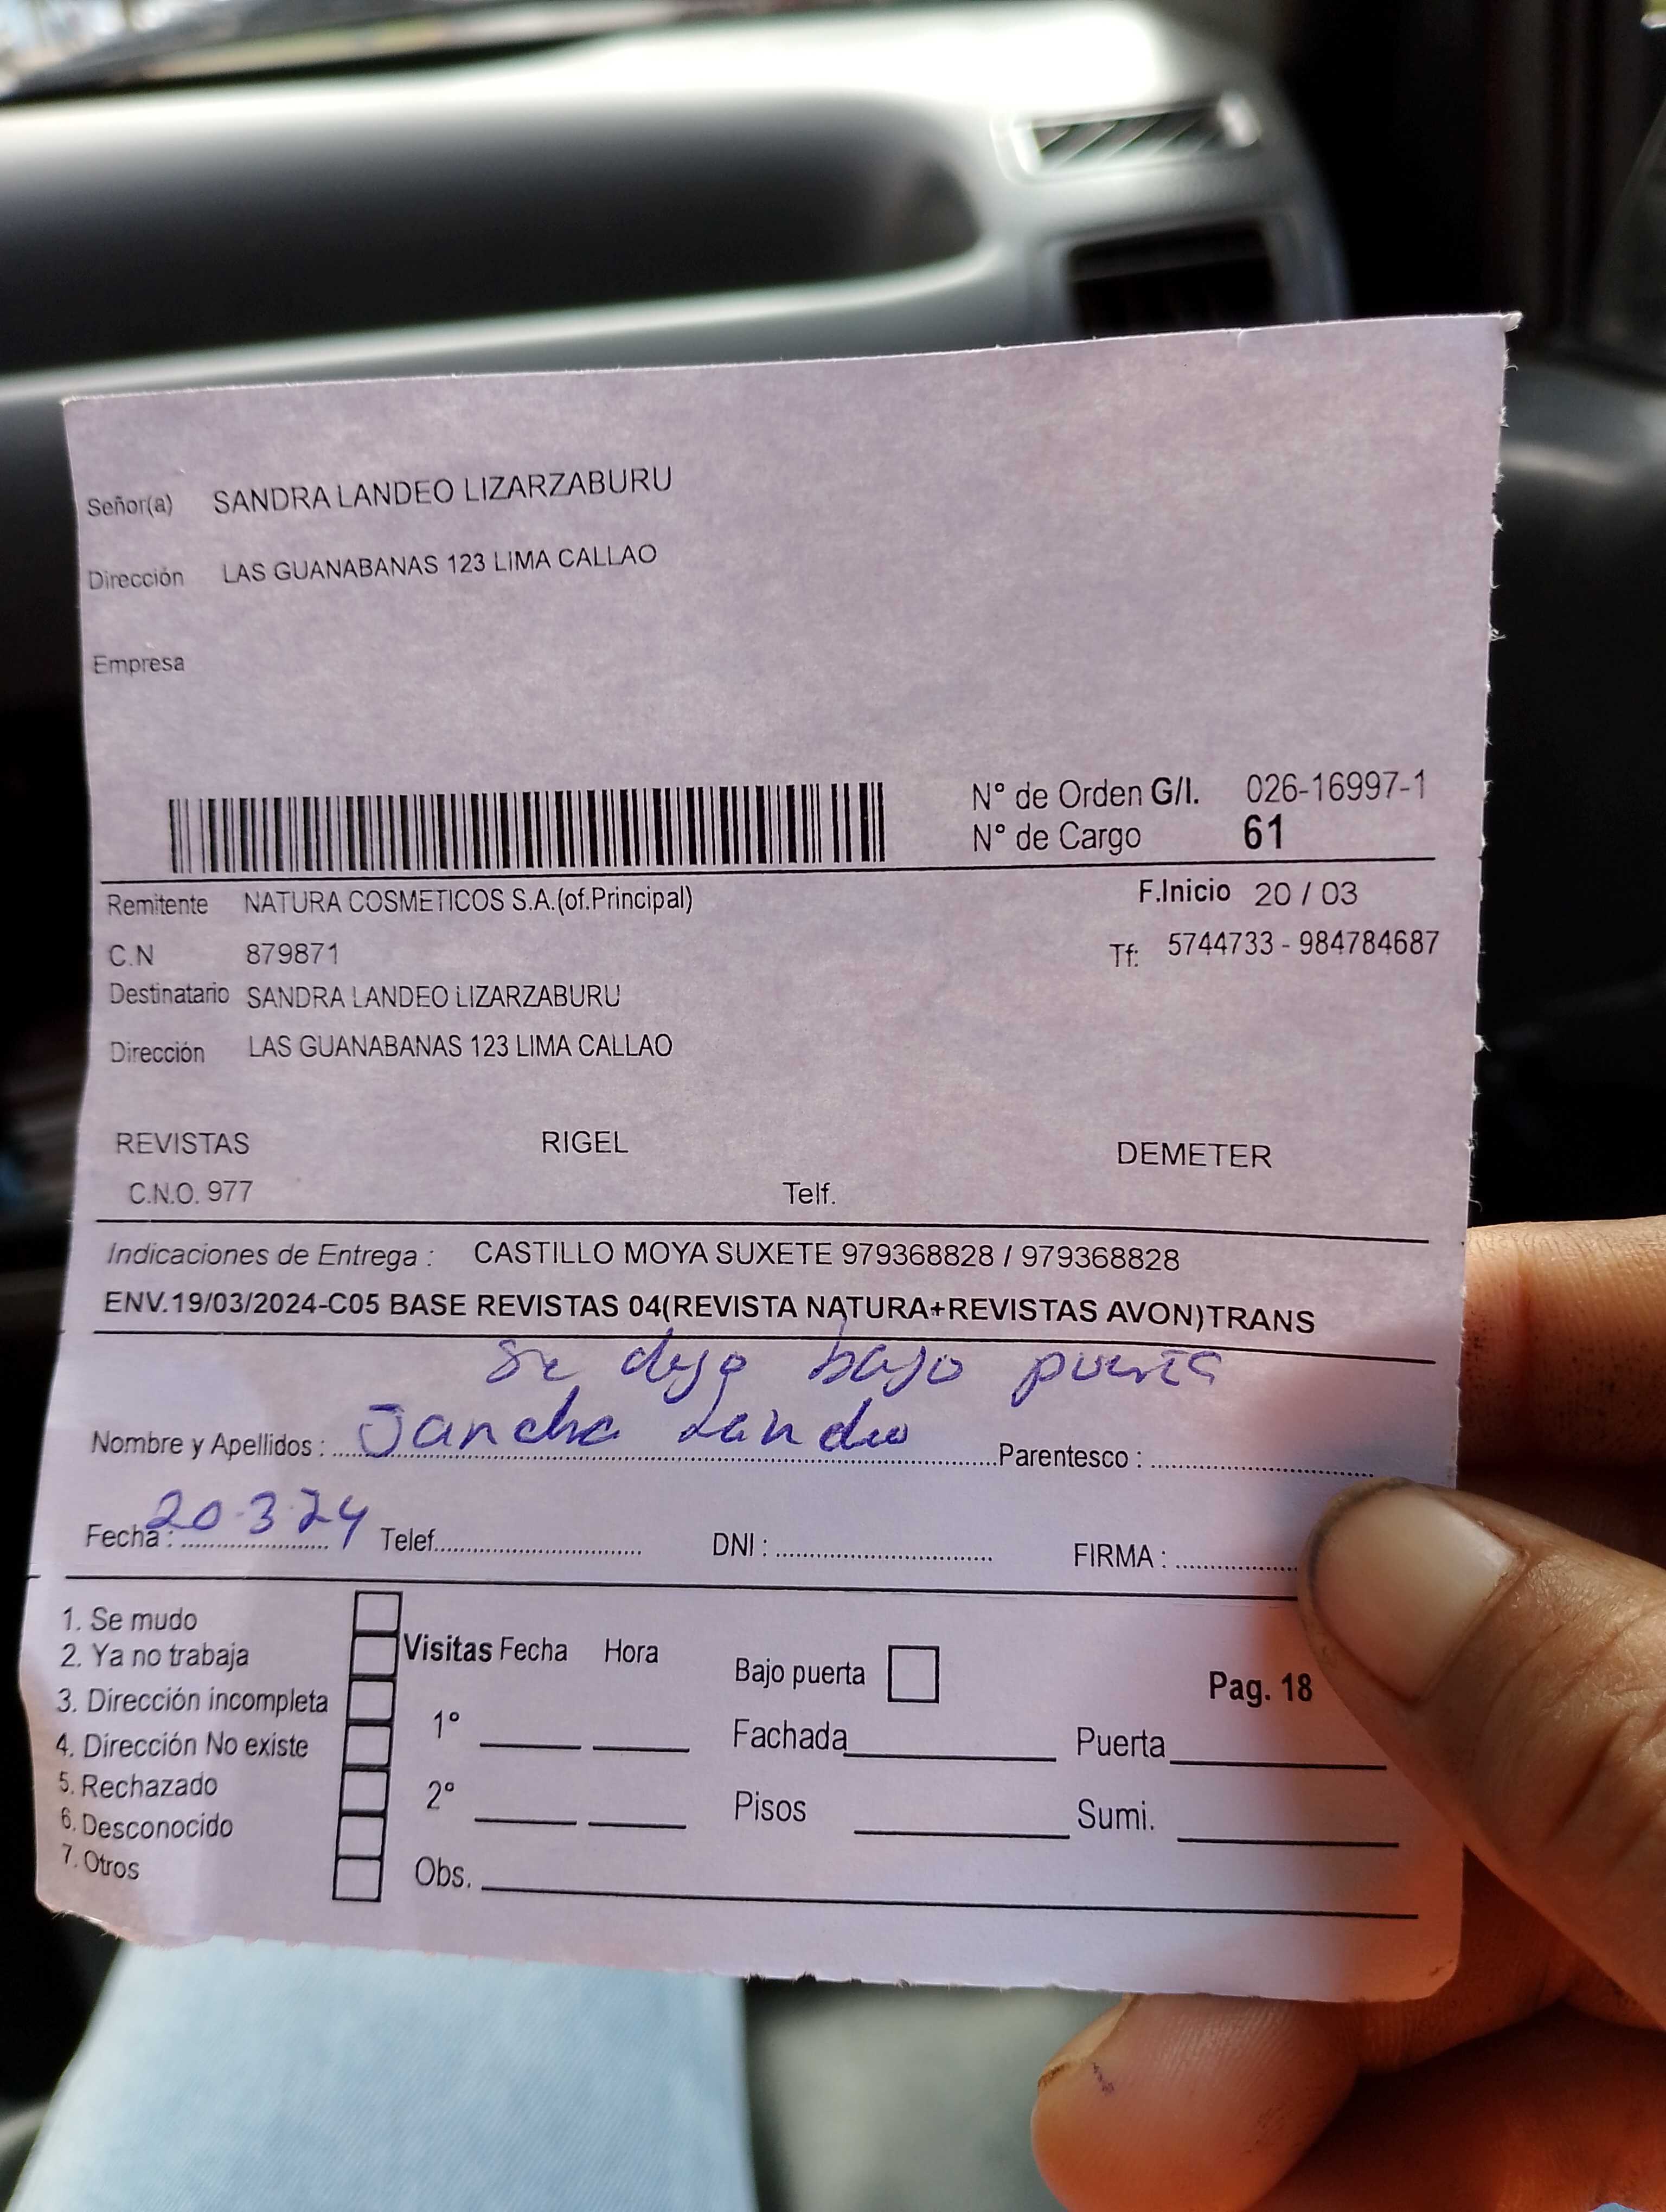 Señor(a) SANDRA LANDEO LIZARZABURU
Dirección LAS GUANABANAS 123 LIMA CALLAO
Empresa
N° de Orden G/I. 026-16997-1
N° de Cargo 61
Remitente NATURA COSMETICOS S.A.(of.Principal) F.Inicio 20 / 03
C.N 879871 Tf: 5744733 - 984784687
Destinatario SANDRA LANDEO LIZARZABURU
Dirección LAS GUANABANAS 123 LIMA CALLAO
REVISTAS RIGEL DEMETER
C.N.O. 977 Telf.
Indicaciones de Entrega : CASTILLO MOYA SUXETE 979368828 / 979368828
ENV.19/03/2024-C05 BASE REVISTAS 04(REVISTA NATURA+REVISTAS AVON)TRANS
Se dejo bajo puerta
Nombre y Apellidos : Landeo Parentesco :
Fecha : 20-3-24 Telef. DNI : FIRMA :
1. Se mudo
2. Ya no trabaja
3. Dirección incompleta
4. Dirección No existe
5. Rechazado
6. Desconocido
7. Otros
Visitas Fecha Hora
1°
2°
Obs.
Bajo puerta Pag. 18
Fachada Puerta
Pisos Sumi.